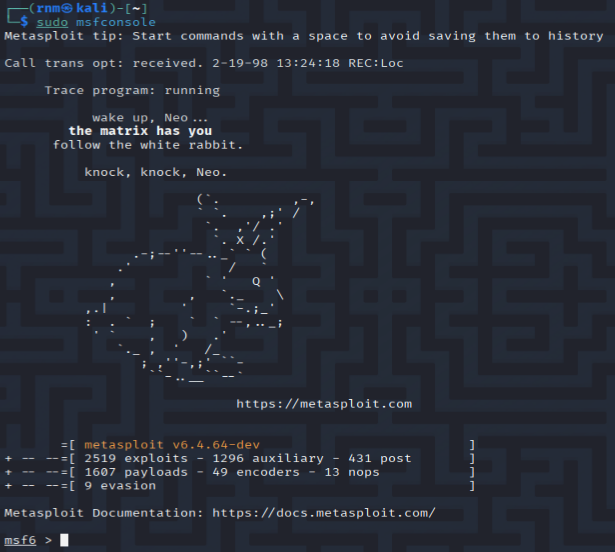 ┌──(rnm㉿kali)-[~]
└─$ sudo msfconsole
Metasploit tip: Start commands with a space to avoid saving them to history
Call trans opt: received. 2-19-98 13:24:18 REC:Loc
Trace program: running
wake up, Neo...
the matrix has you
follow the white rabbit.
knock, knock, Neo.
(`.         ,-,
` `.    ,;' /
`.  ,'/ .'
`. X /.'
.-;--''--.._` ` (
.'            /   `
,           ` '   Q '
,         ,   `._    \
,.|         '     `-.;_'
:  . `  ;    `  ` --,.._;
' `    ,   )   .'
`._ ,  '   /_
; ,''-,;' ``-
``-..__``--`
https://metasploit.com
=[ metasploit v6.4.64-dev                          ]
+ -- --=[ 2519 exploits - 1296 auxiliary - 431 post       ]
+ -- --=[ 1607 payloads - 49 encoders - 13 nops           ]
+ -- --=[ 9 evasion                                       ]
Metasploit Documentation: https://docs.metasploit.com/
msf6 >